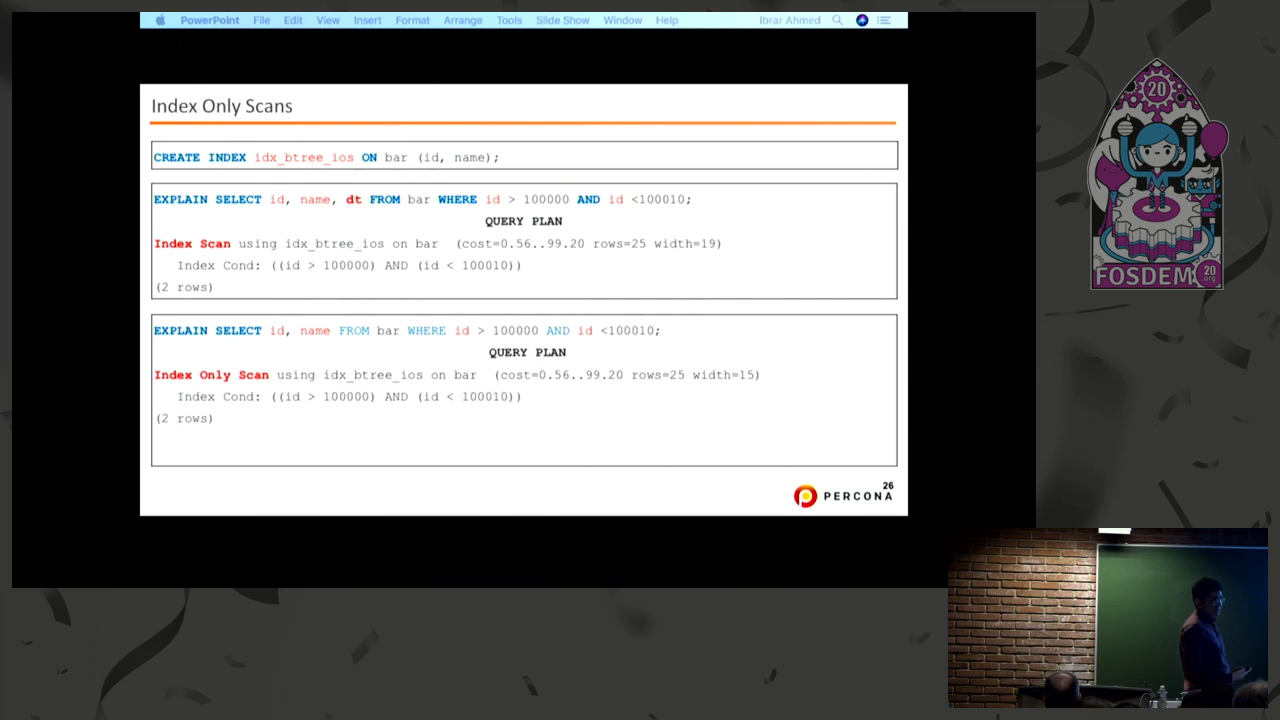 PowerPoint File Edit View Insert Format Arrange Tools Slide Show Window Help Ibrar Ahmed
Index Only Scans
CREATE INDEX idx_btree_ios ON bar (id, name);
EXPLAIN SELECT id, name, dt FROM bar WHERE id > 100000 AND id <100010;
QUERY PLAN
Index Scan using idx_btree_ios on bar (cost=0.56..99.20 rows=25 width=19)
Index Cond: ((id > 100000) AND (id < 100010))
(2 rows)
EXPLAIN SELECT id, name FROM bar WHERE id > 100000 AND id <100010;
QUERY PLAN
Index Only Scan using idx_btree_ios on bar (cost=0.56..99.20 rows=25 width=15)
Index Cond: ((id > 100000) AND (id < 100010))
(2 rows)
26
PERCONA
20
FOSDEM
20
.org